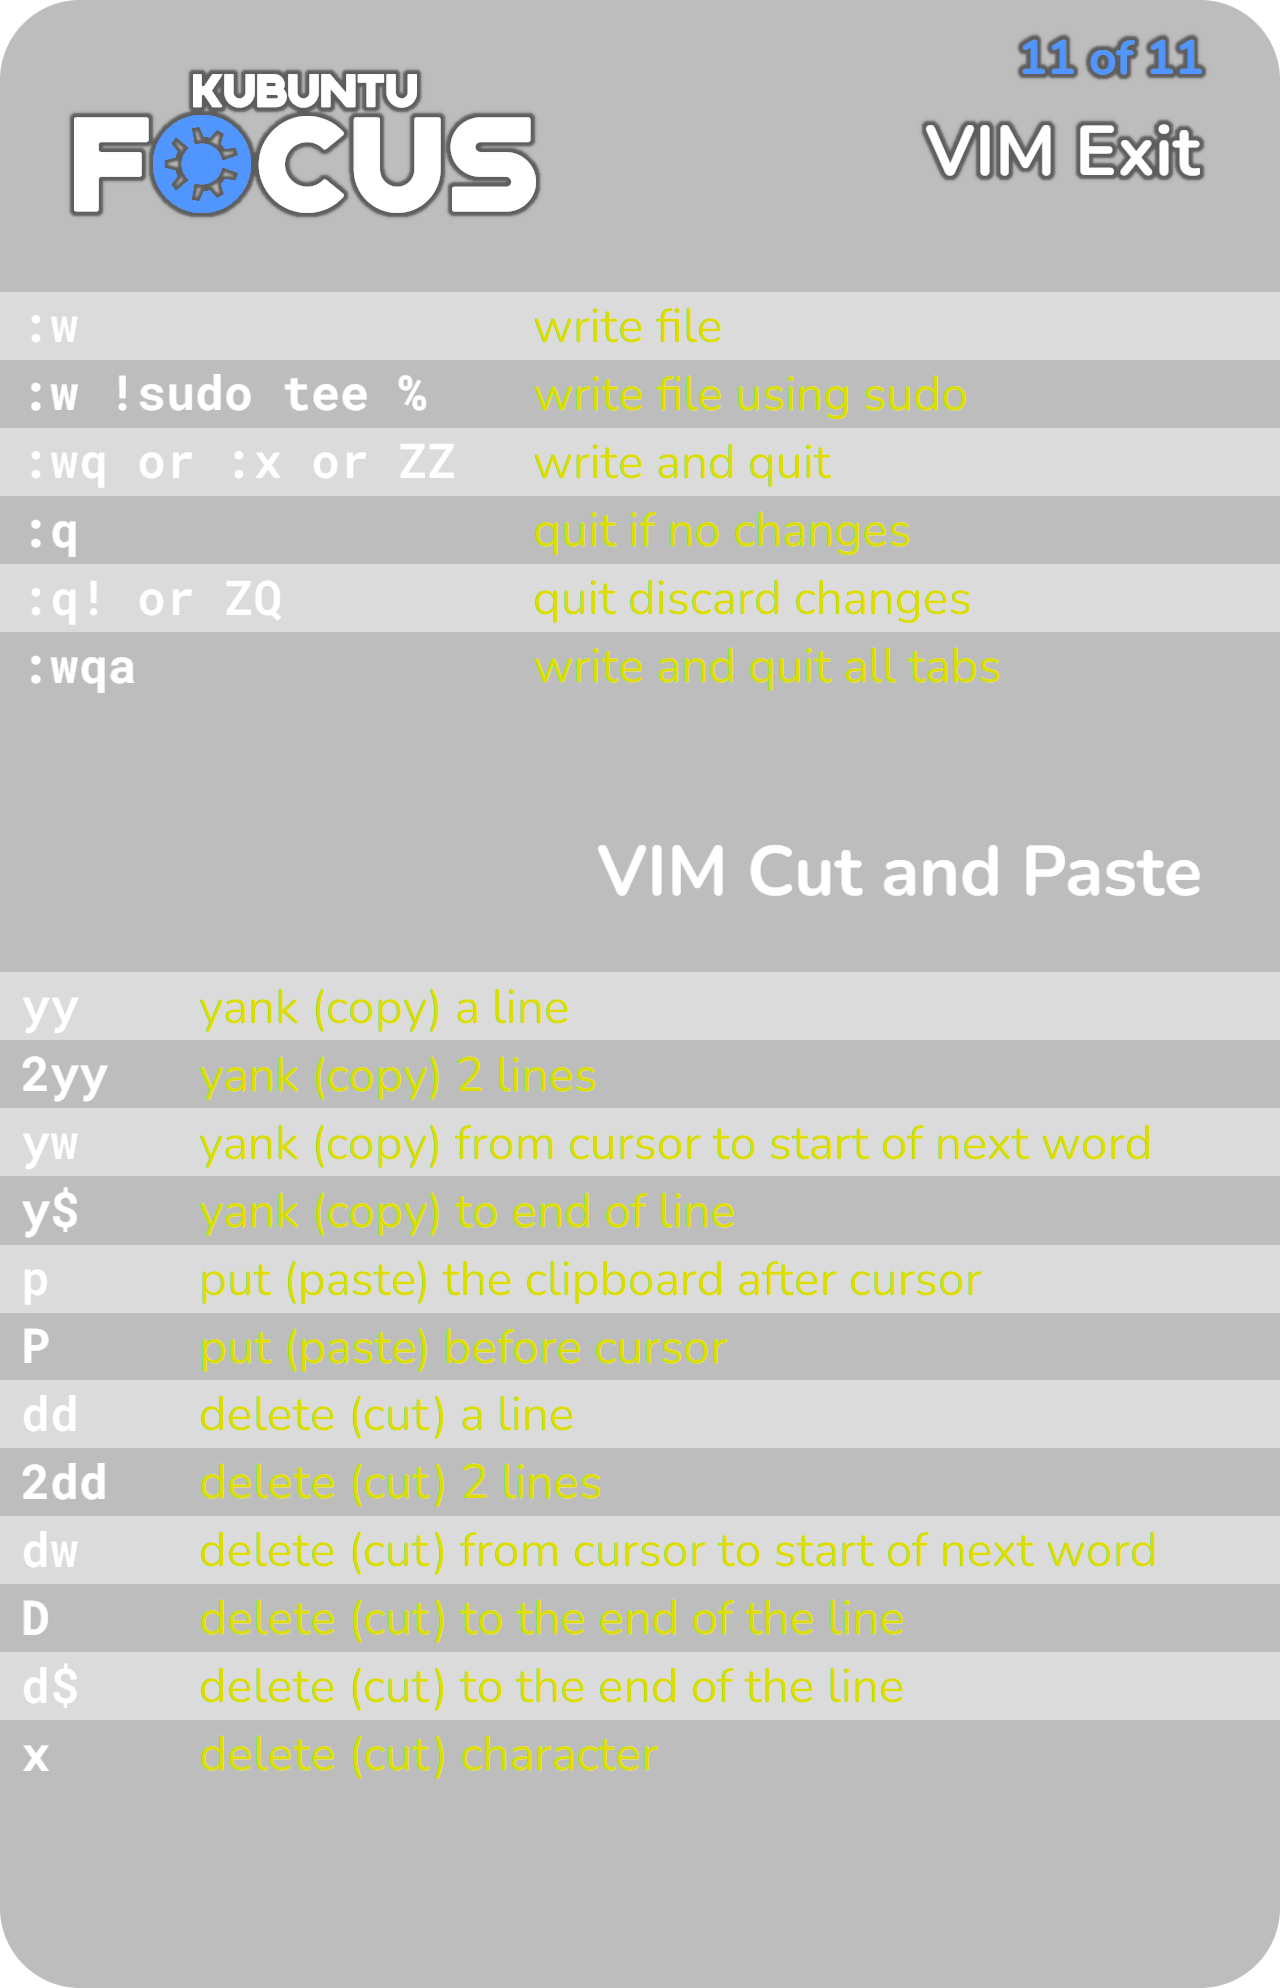 11 of 11
KUBUNTU
FOCUS
VIM Exit
:w write file
:w !sudo tee % write file using sudo
:wq or :x or ZZ write and quit
:q quit if no changes
:q! or ZQ quit discard changes
:wqa write and quit all tabs
VIM Cut and Paste
yy yank (copy) a line
2yy yank (copy) 2 lines
yw yank (copy) from cursor to start of next word
y$ yank (copy) to end of line
p put (paste) the clipboard after cursor
P put (paste) before cursor
dd delete (cut) a line
2dd delete (cut) 2 lines
dw delete (cut) from cursor to start of next word
D delete (cut) to the end of the line
d$ delete (cut) to the end of the line
x delete (cut) character